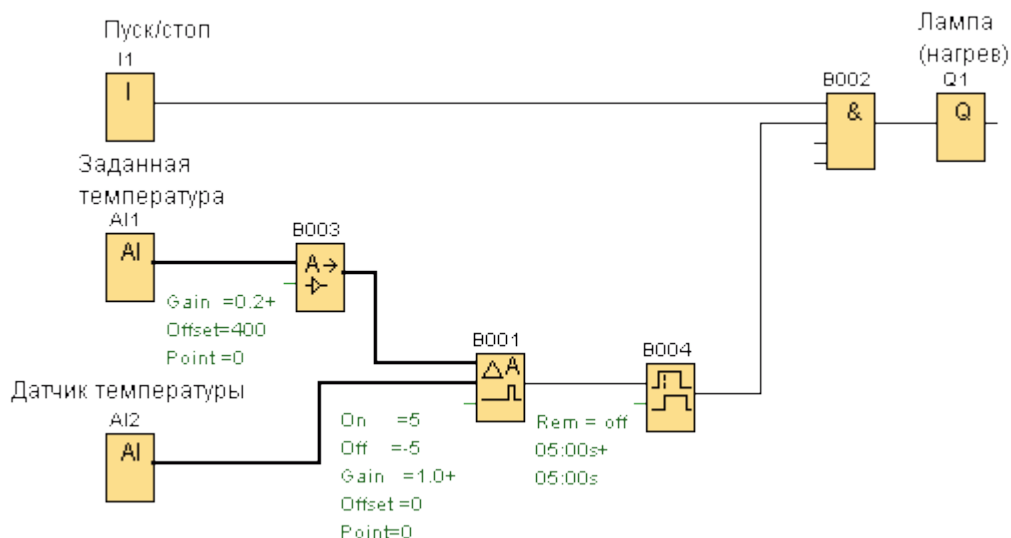 Пуск/стоп
I1
I
Лампа
(нагрев)
B002
Q1
&
Q
Заданная
температура
AI1
AI
B003
A→
Gain =0.2+
Offset=400
Point=0
B001
ΔA
B004
Датчик температуры
AI2
AI
On =5
Off =-5
Gain =1.0+
Offset=0
Point=0
Rem = off
05:00s+
05:00s